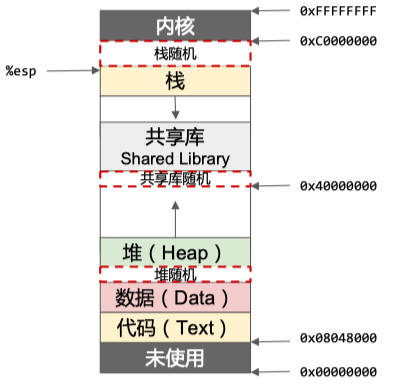 0xFFFFFFFF
内核
0xC0000000
栈随机
%esp
栈
共享库
Shared Library
共享库随机
0x40000000
堆（Heap）
堆随机
数据（Data）
代码（Text）
0x08048000
未使用
0x00000000